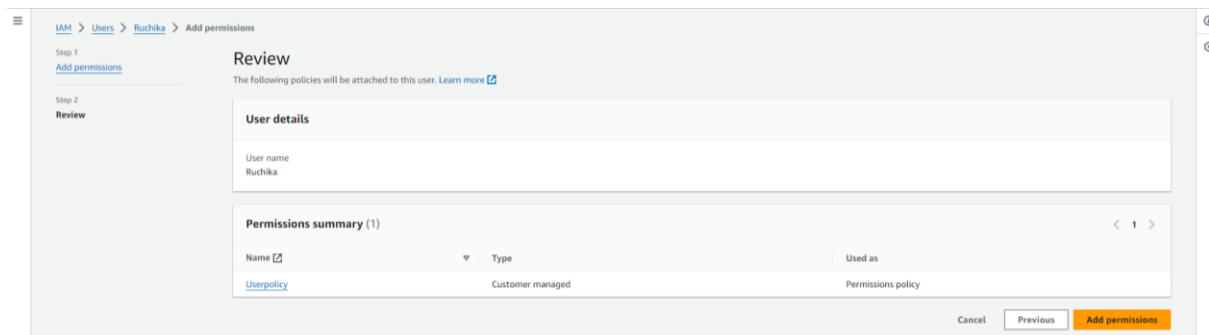 IAM > Users > Ruchika > Add permissions
Step 1
Add permissions
Step 2
Review
Review
The following policies will be attached to this user. Learn more
User details
User name
Ruchika
Permissions summary (1)
< 1 >
Name Type Used as
Userpolicy Customer managed Permissions policy
Cancel Previous Add permissions